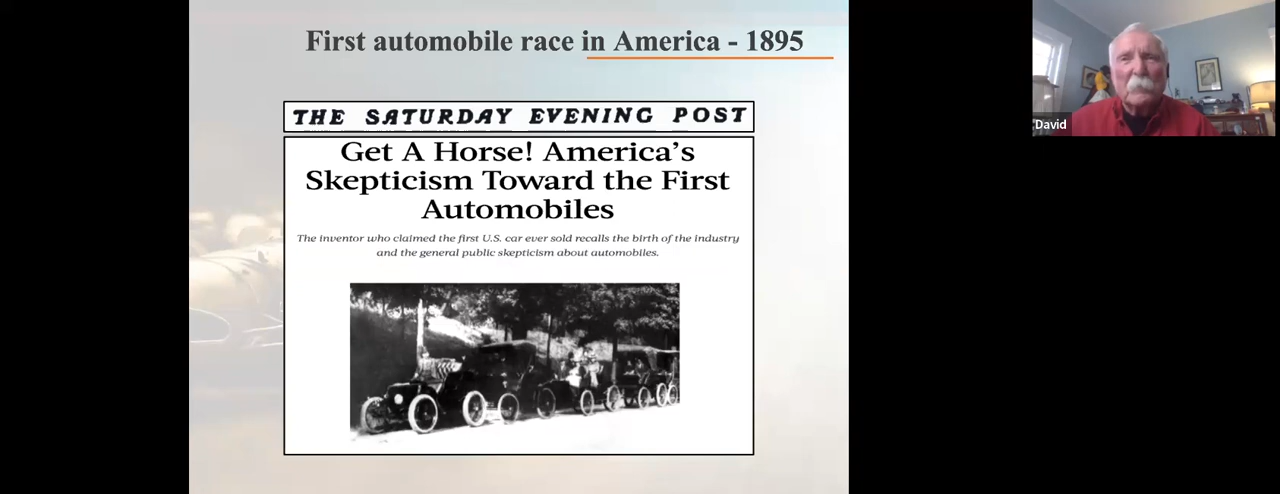 First automobile race in America - 1895
THE SATURDAY EVENING POST
Get A Horse! America's
Skepticism Toward the First
Automobiles
The inventor who claimed the first U.S. car ever sold recalls the birth of the industry
and the general public skepticism about automobiles.
David